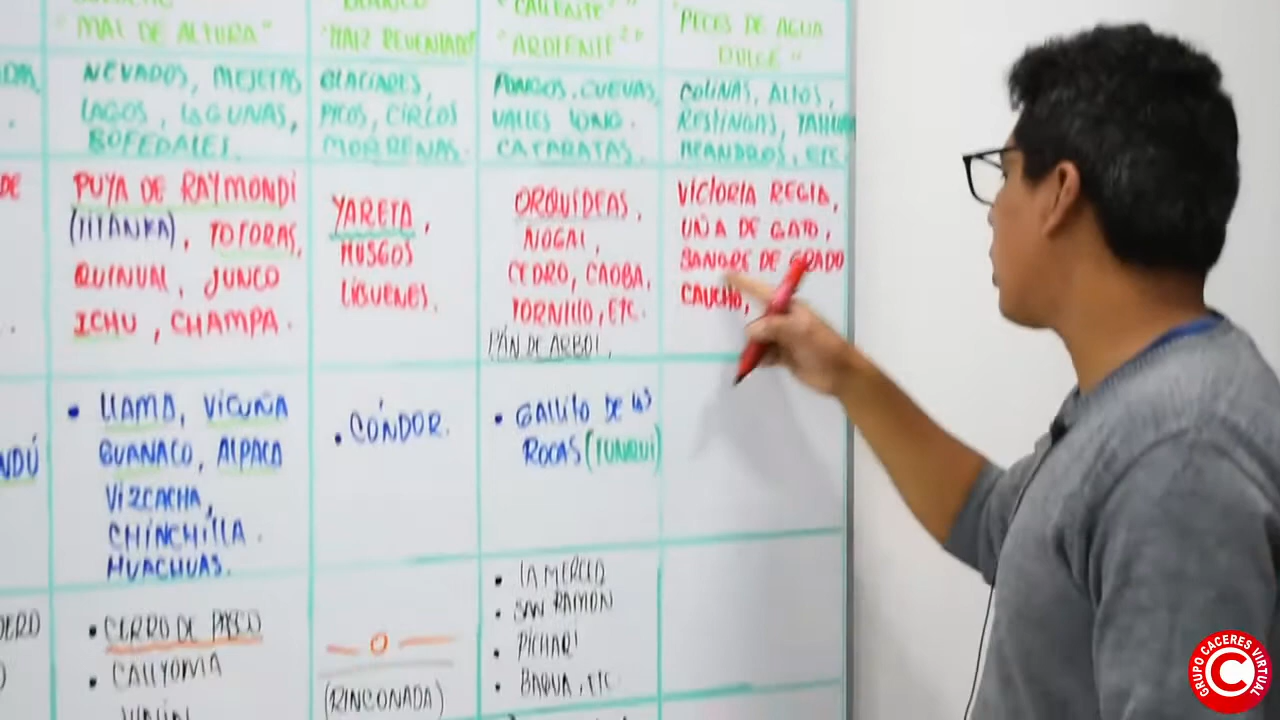 "MAL DE ALTURA"
NEVADOS, MEJETAS
LAGOS, LAGUNAS,
BOFEDALES.
PUYA DE RAYMONDI
(TITANKA), TOTORAS,
QUINUAL, JUNCO
ICHU, CHAMPA.
• LLAMA, VICUÑA
GUANACO, ALPACA
VIZCACHA,
CHINCHILLA.
HUACHUAS.
• CERRO DE PASCO
• CAILLOMA
"MAIZ REVENTADO"
GLACIARES,
PICOS, CIRCOS
MORRENAS.
YARETA,
MUSGOS
LIQUENES.
• CÓNDOR.
— 0 —
(RINCONADA)
"CALIENTE"
"ARDIENTE"
PONGOS, CUEVAS,
VALLES LONG.
CATARATAS.
ORQUÍDEAS,
NOGAL,
CEDRO, CAOBA,
TORNILLO, ETC.
PÁN DE ARBOL,
• GALLITO DE LAS
ROCAS (TUNQUI)
• LA MERCED
• SAN RAMON
• PICHARI
• BAGUA, ETC
"PECES DE AGUA
DULCE"
COLINAS, ALTOS,
RESTINGAS,
MEANDROS, ETC.
VICTORIA REGIA,
UÑA DE GATO,
SANGRE DE GRADO
CAUCHO,
GRUPO CACERES VIRTUAL
C